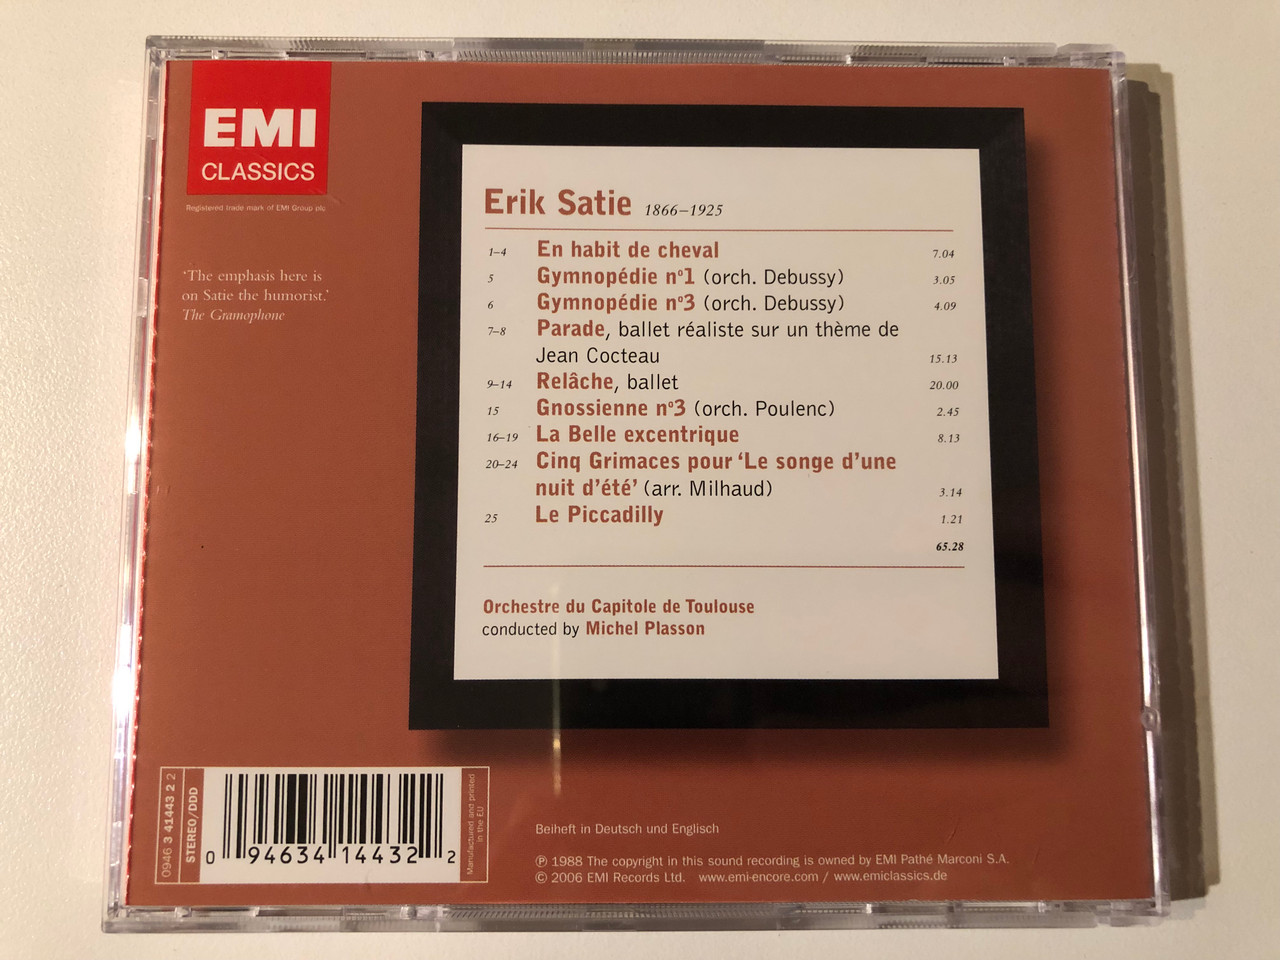 EMI
CLASSICS
Registered trade mark of EMI Group plc
'The emphasis here is
on Satie the humorist.'
The Gramophone
Erik Satie 1866–1925
1–4 En habit de cheval 7.04
5 Gymnopédie nº1 (orch. Debussy) 3.05
6 Gymnopédie nº3 (orch. Debussy) 4.09
7–8 Parade, ballet réaliste sur un thème de
Jean Cocteau 15.13
9–14 Relâche, ballet 20.00
15 Gnossienne nº3 (orch. Poulenc) 2.45
16–19 La Belle excentrique 8.13
20–24 Cinq Grimaces pour ‘Le songe d’une
nuit d’été’ (arr. Milhaud) 3.14
25 Le Piccadilly 1.21
65.28
Orchestre du Capitole de Toulouse
conducted by Michel Plasson
0946 3 41443 2 2
STEREO/DDD
0 94634 14432 2
Manufactured and printed
in the EU
Beiheft in Deutsch und Englisch
℗ 1988 The copyright in this sound recording is owned by EMI Pathé Marconi S.A.
© 2006 EMI Records Ltd. www.emi-encore.com / www.emiclassics.de